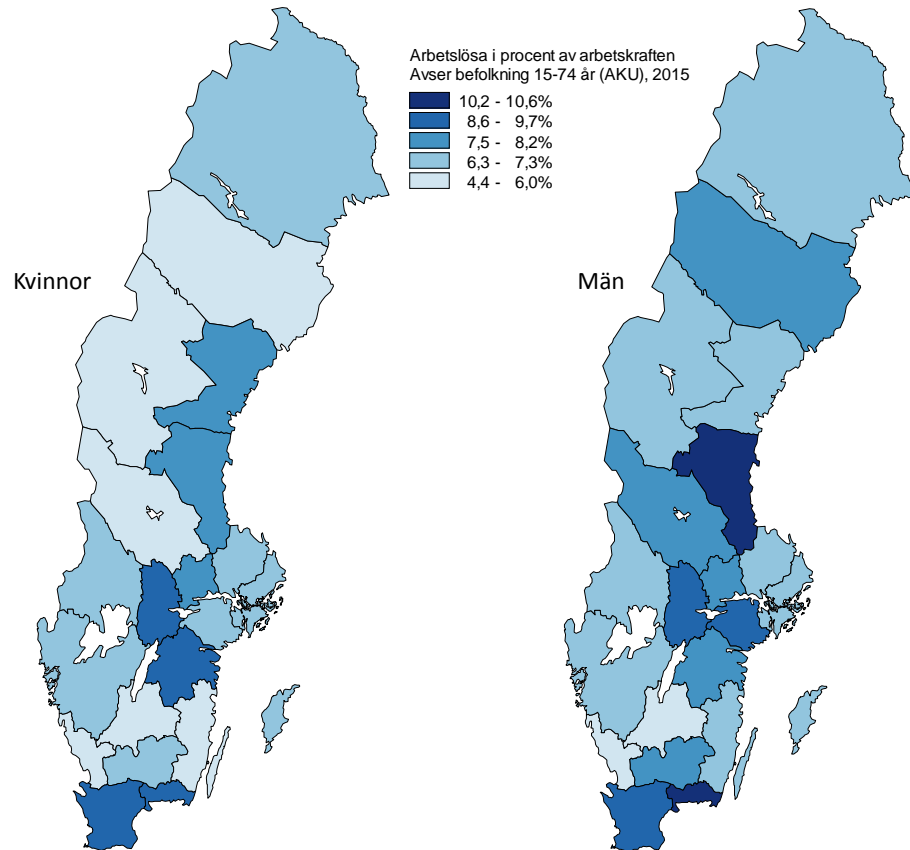 Arbetslösa i procent av arbetskraften
Avser befolkning 15-74 år (AKU), 2015
10,2 - 10,6%
8,6 - 9,7%
7,5 - 8,2%
6,3 - 7,3%
4,4 - 6,0%
Kvinnor
Män